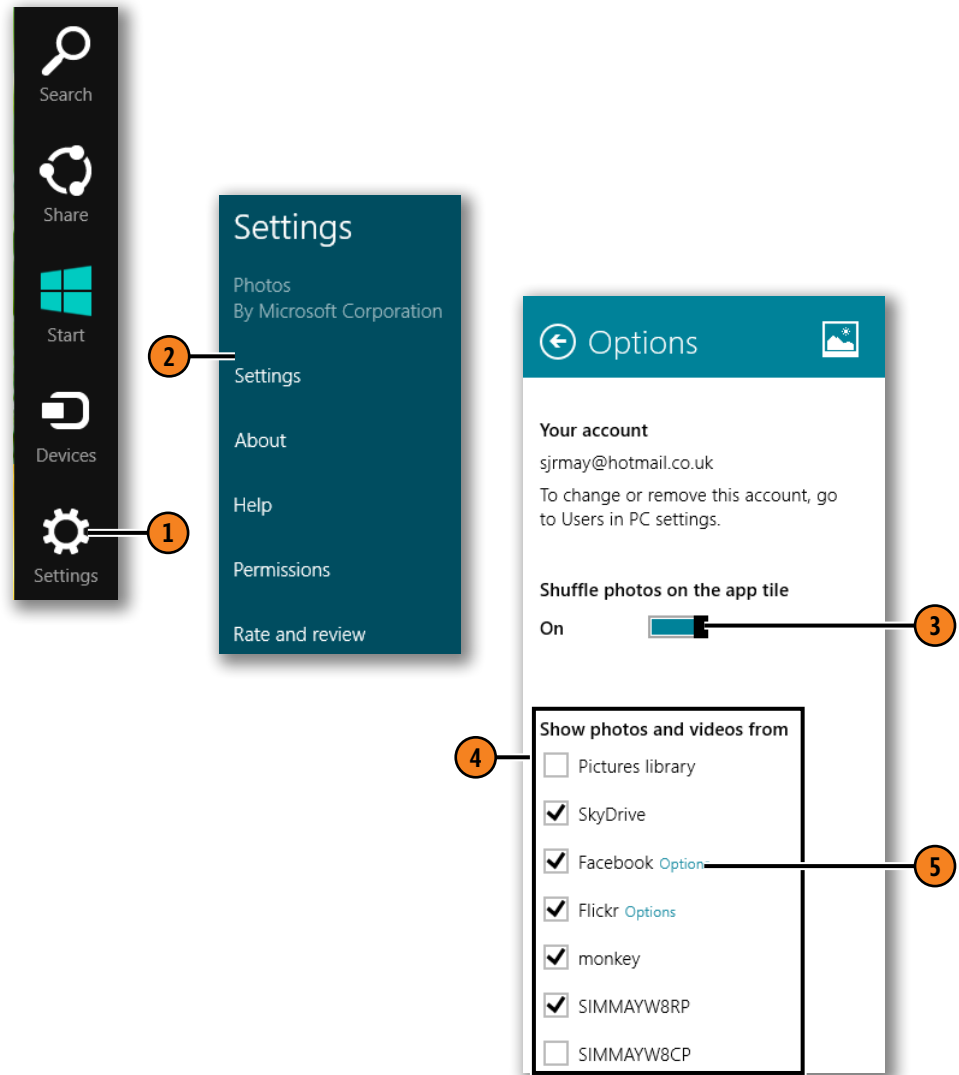 Search
Share
Start
Devices
Settings
1
Settings
Photos
By Microsoft Corporation
2
Settings
About
Help
Permissions
Rate and review
Options
Your account
sjrmay@hotmail.co.uk
To change or remove this account, go
to Users in PC settings.
Shuffle photos on the app tile
On
3
Show photos and videos from
4
Pictures library
SkyDrive
Facebook Option
5
Flickr Options
monkey
SIMMAYW8RP
SIMMAYW8CP